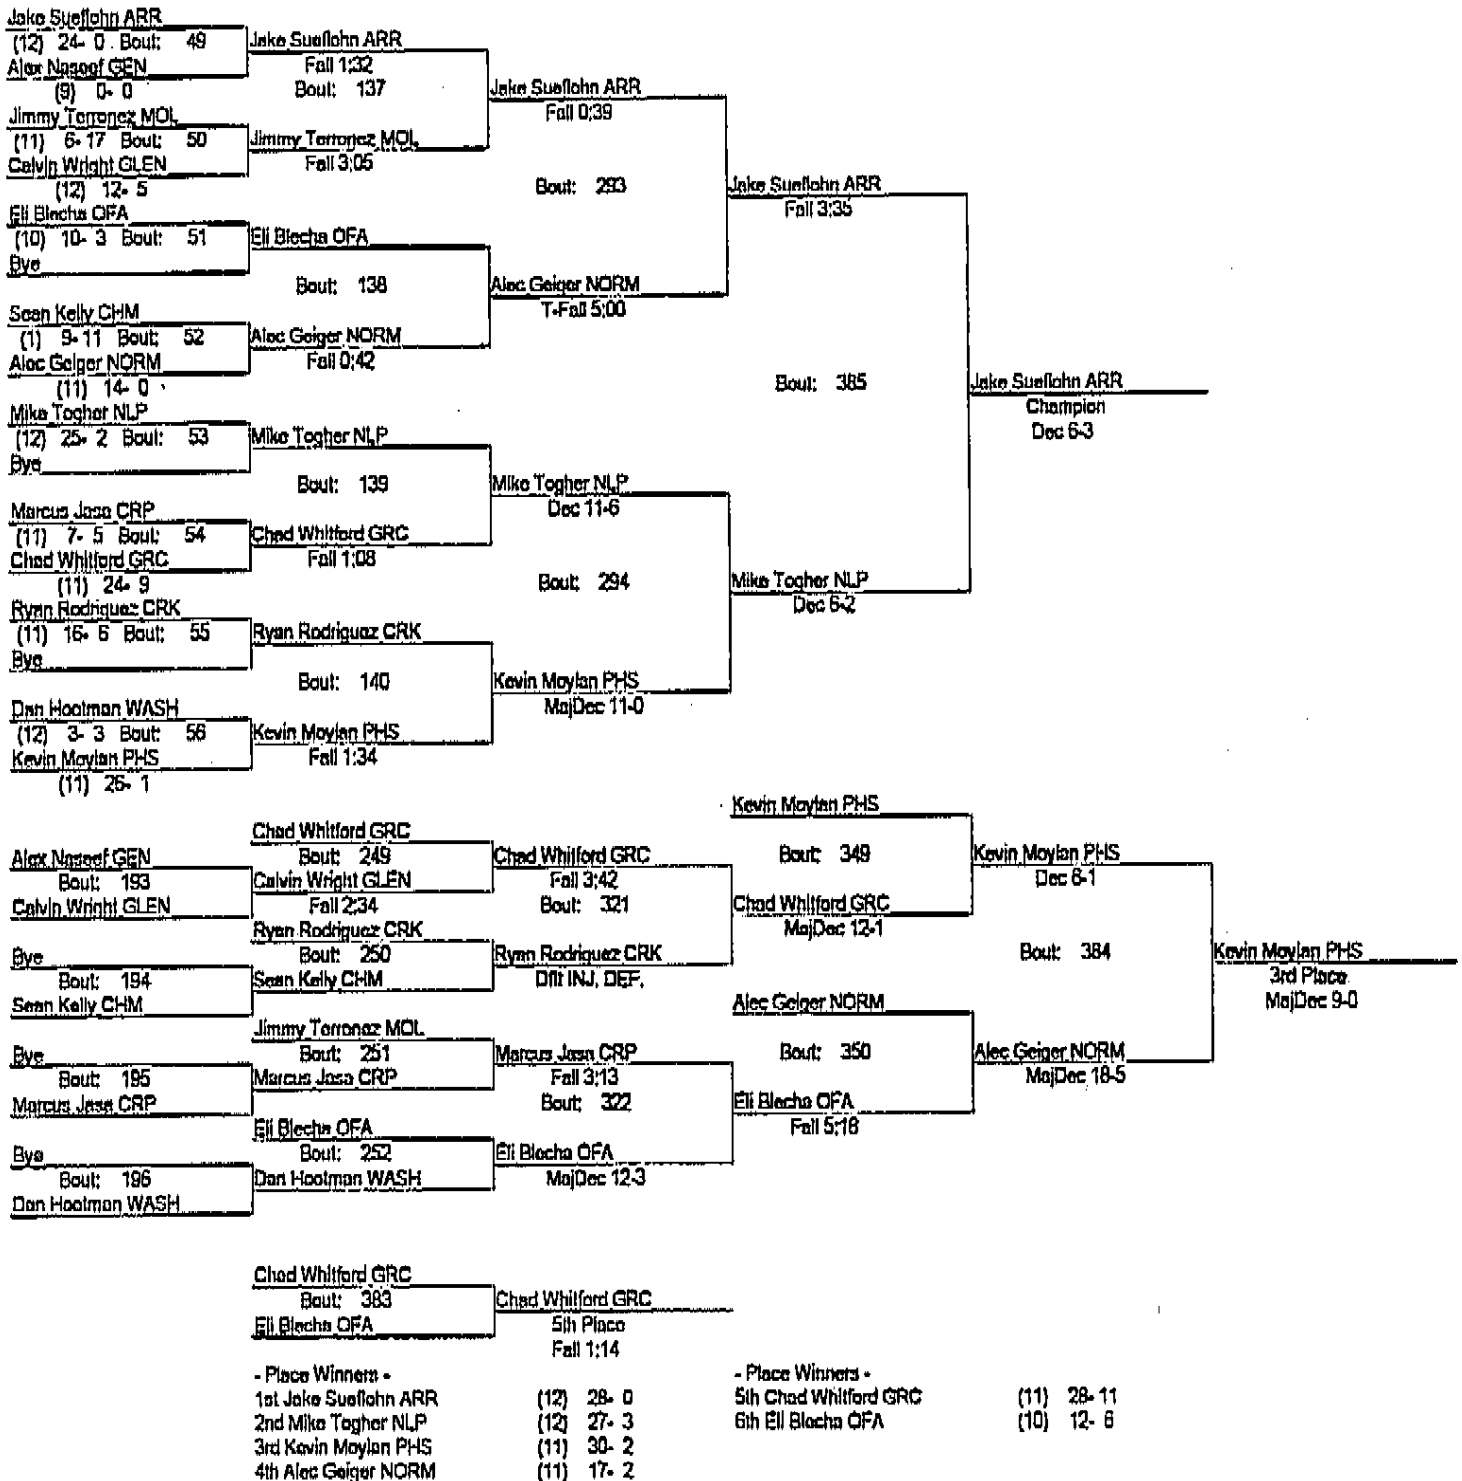 Jake Sueflohn ARR
(12) 24- 0 Bout: 49
Alex Naseef GEN
(9) 0- 0
Jimmy Terronez MOL
(11) 6- 17 Bout: 50
Calvin Wright GLEN
(12) 12- 5
Eli Blecha OFA
(10) 10- 3 Bout: 51
Bye
Sean Kelly CHM
(1) 9- 11 Bout: 52
Alec Geiger NORM
(11) 14- 0
Mike Togher NLP
(12) 25- 2 Bout: 53
Bye
Marcus Jasa CRP
(11) 7- 5 Bout: 54
Chad Whitford GRC
(11) 24- 9
Ryan Rodriguez CRK
(11) 16- 6 Bout: 55
Bye
Dan Hootman WASH
(12) 3- 3 Bout: 56
Kevin Moylan PHS
(11) 26- 1
Jake Sueflohn ARR
Fall 1:32
Bout: 137
Jimmy Terronez MOL
Fall 3:05
Eli Blecha OFA
Bout: 138
Alec Geiger NORM
Fall 0:42
Mike Togher NLP
Bout: 139
Chad Whitford GRC
Fall 1:08
Ryan Rodriguez CRK
Bout: 140
Kevin Moylan PHS
Fall 1:34
Jake Sueflohn ARR
Fall 0:39
Bout: 293
Alec Geiger NORM
T-Fall 5:00
Mike Togher NLP
Dec 11-6
Bout: 294
Kevin Moylan PHS
MajDec 11-0
Jake Sueflohn ARR
Fall 3:35
Bout: 385
Mike Togher NLP
Dec 6-2
Jake Sueflohn ARR
Champion
Dec 6-3
Alex Naseef GEN
Bout: 193
Calvin Wright GLEN
Bye
Bout: 194
Sean Kelly CHM
Bye
Bout: 195
Marcus Jasa CRP
Bye
Bout: 196
Dan Hootman WASH
Chad Whitford GRC
Bout: 249
Calvin Wright GLEN
Fall 2:34
Ryan Rodriguez CRK
Bout: 250
Sean Kelly CHM
Jimmy Terronez MOL
Bout: 251
Marcus Jasa CRP
Eli Blecha OFA
Bout: 252
Dan Hootman WASH
Chad Whitford GRC
Fall 3:42
Bout: 321
Ryan Rodriguez CRK
Dflt INJ. DEF.
Marcus Jasa CRP
Fall 3:13
Bout: 322
Eli Blecha OFA
MajDec 12-3
Kevin Moylan PHS
Bout: 349
Chad Whitford GRC
MajDec 12-1
Alec Geiger NORM
Bout: 350
Eli Blecha OFA
Fall 5:18
Kevin Moylan PHS
Dec 6-1
Bout: 384
Alec Geiger NORM
MajDec 18-5
Kevin Moylan PHS
3rd Place
MajDec 9-0
Chad Whitford GRC
Bout: 383
Eli Blecha OFA
Chad Whitford GRC
5th Place
Fall 1:14
- Place Winners -
1st Jake Sueflohn ARR (12) 28- 0
2nd Mike Togher NLP (12) 27- 3
3rd Kevin Moylan PHS (11) 30- 2
4th Alec Geiger NORM (11) 17- 2
- Place Winners -
5th Chad Whitford GRC (11) 28- 11
6th Eli Blecha OFA (10) 12- 6